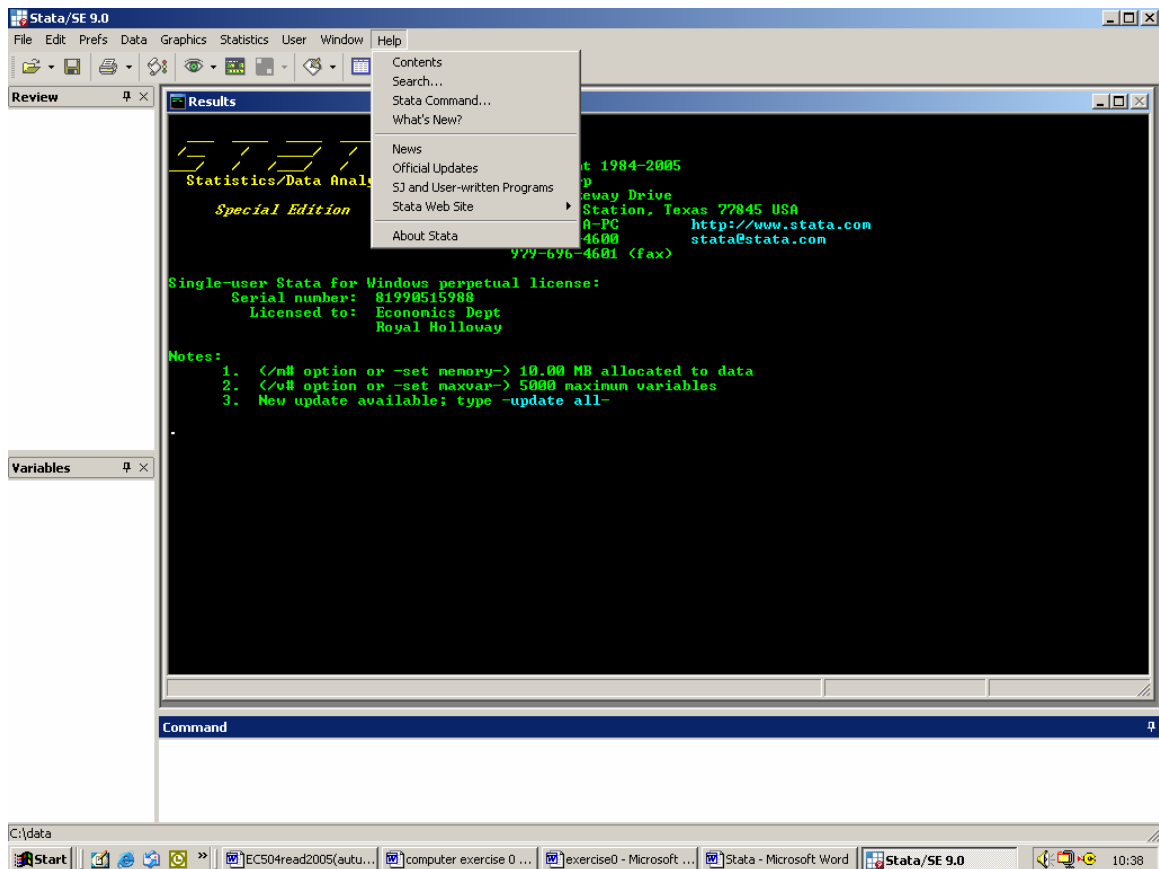 Stata/SE 9.0
File Edit Prefs Data Graphics Statistics User Window Help
Contents
Search...
Stata Command...
What's New?
News
Official Updates
SJ and User-written Programs
Stata Web Site
About Stata
Review
Variables
Results
STAT
t 1984-2005
Statistics/Data Analy
p
eway Drive
Special Edition
Station, Texas 77845 USA
A-PC http://www.stata.com
-4600 stata@stata.com
979-696-4601 (fax)
Single-user Stata for Windows perpetual license:
Serial number: 81990515988
Licensed to: Economics Dept
Royal Holloway
Notes:
1. (/m# option or -set memory-) 10.00 MB allocated to data
2. (/v# option or -set maxvar-) 5000 maximum variables
3. New update available; type -update all-
.
Command
C:\data
Start » EC504read2005(autu... computer exercise 0 ... exercise0 - Microsoft ... Stata - Microsoft Word Stata/SE 9.0 10:38